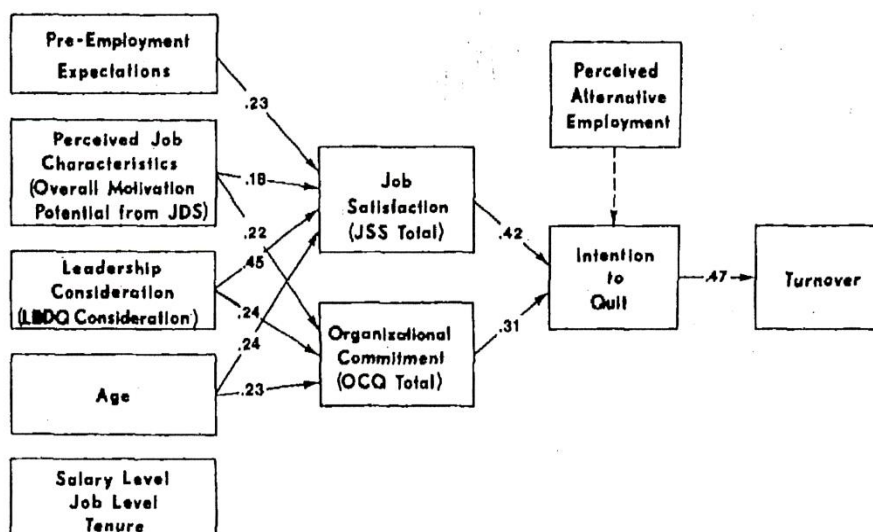 Pre-Employment
Expectations
Perceived Job
Characteristics
(Overall Motivation
Potential from JDS)
Leadership
Consideration
(LBDQ Consideration)
Age
Salary Level
Job Level
Tenure
.23
.18
.22
.45
.24
.24
.23
Job
Satisfaction
(JSS Total)
Organizational
Commitment
(OCQ Total)
.42
.31
Perceived
Alternative
Employment
Intention
to
Quit
.47
Turnover